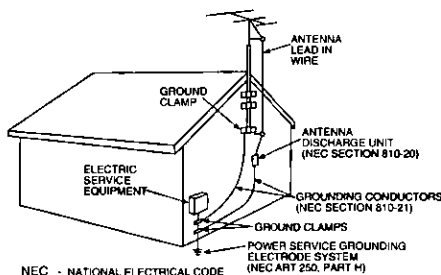 ANTENNA
LEAD IN
WIRE
GROUND
CLAMP
ANTENNA
DISCHARGE UNIT
(NEC SECTION 810-20)
ELECTRIC
SERVICE
EQUIPMENT
GROUNDING CONDUCTORS
(NEC SECTION 810-21)
GROUND CLAMPS
POWER SERVICE GROUNDING
ELECTRODE SYSTEM
(NEC ART 250, PART H)
NEC - NATIONAL ELECTRICAL CODE